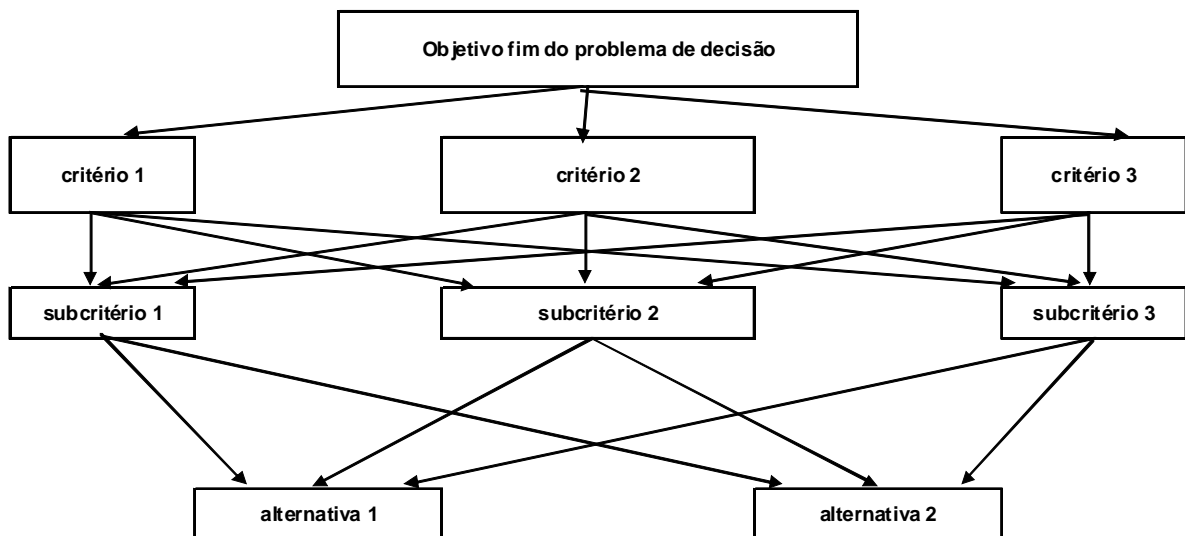 Objetivo fim do problema de decisão
critério 1
critério 2
critério 3
subcritério 1
subcritério 2
subcritério 3
alternativa 1
alternativa 2